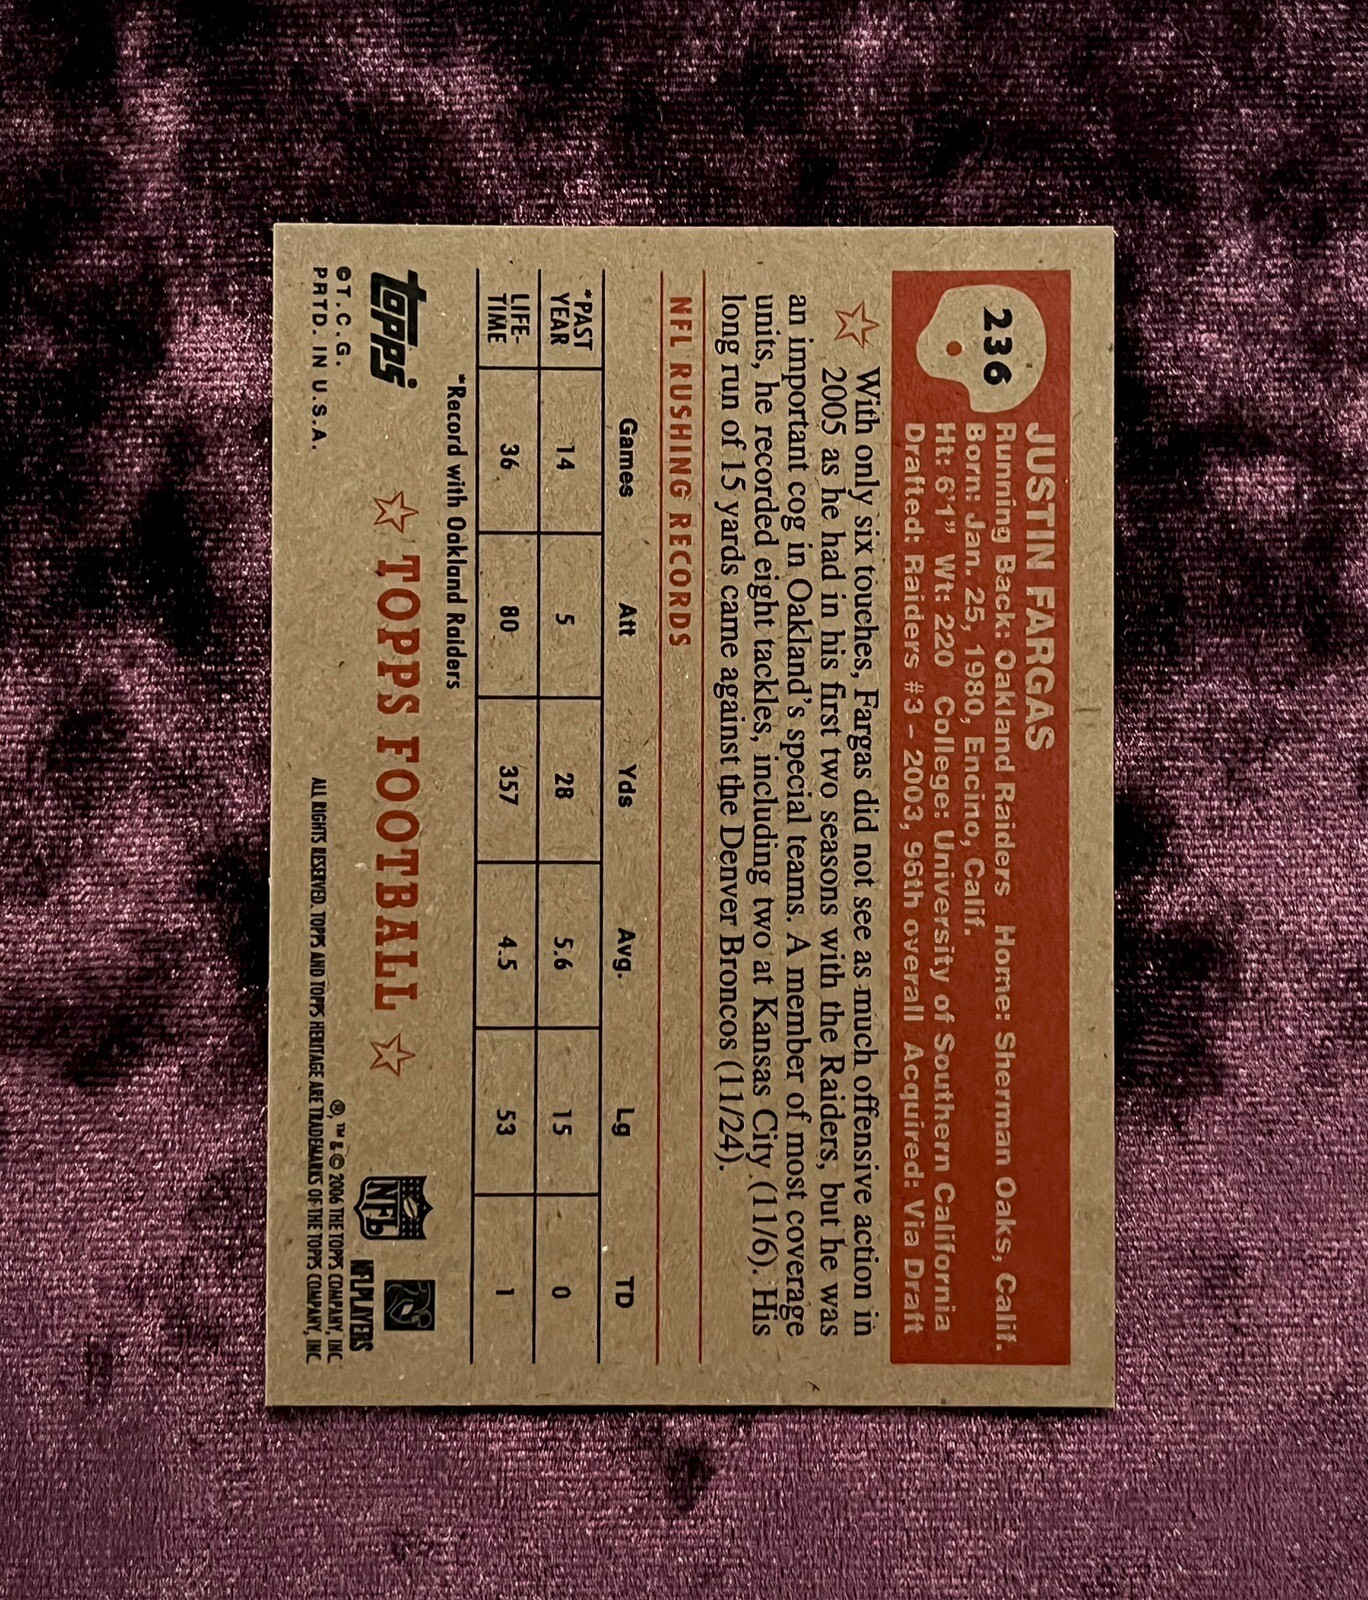 236
JUSTIN FARGAS
Running Back: Oakland Raiders Home: Sherman Oaks, Calif.
Born: Jan. 25, 1980, Encino, Calif.
Ht: 6'1" Wt: 220 College: University of Southern California
Drafted: Raiders #3 – 2003, 96th overall Acquired: Via Draft
With only six touches, Fargas did not see as much offensive action in
2005 as he had in his first two seasons with the Raiders, but he was
an important cog in Oakland's special teams. A member of most coverage
units, he recorded eight tackles, including two at Kansas City (11/6). His
long run of 15 yards came against the Denver Broncos (11/24).
NFL RUSHING RECORDS
Games Att Yds Avg. Lg TD
*PAST
YEAR 14 5 28 5.6 15 0
LIFE-
TIME 36 80 357 4.5 53 1
*Record with Oakland Raiders
topps
☆ TOPPS FOOTBALL ☆
NFL
NFL PLAYERS
©T.C.G.
PRTD. IN U.S.A.
®, ™ & © 2006 THE TOPPS COMPANY, INC
ALL RIGHTS RESERVED. TOPPS AND TOPPS HERITAGE ARE TRADEMARKS OF THE TOPPS COMPANY, INC